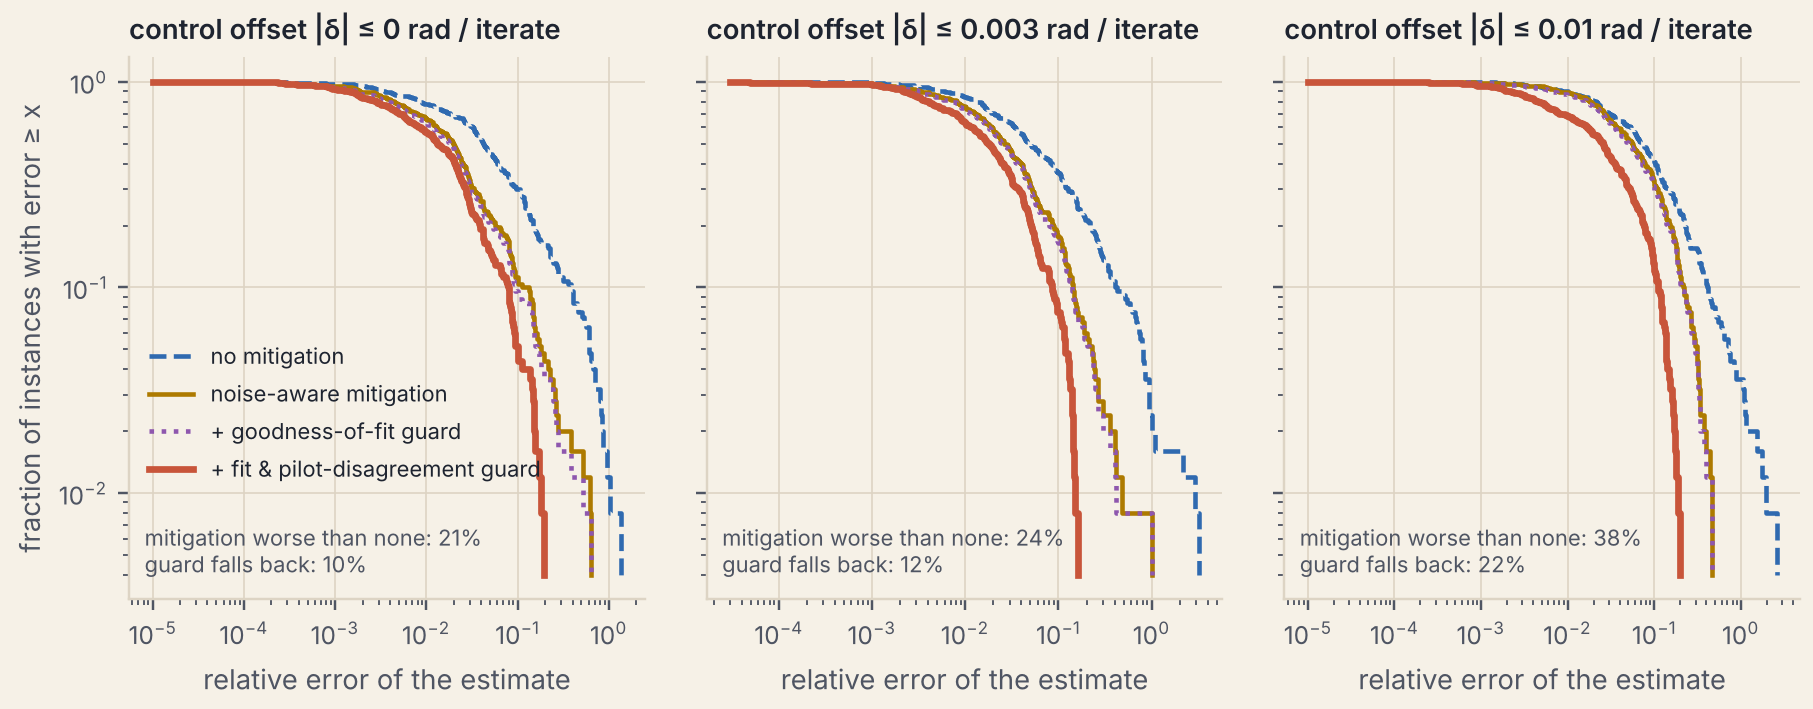 control offset |δ| ≤ 0 rad / iterate
control offset |δ| ≤ 0.003 rad / iterate
control offset |δ| ≤ 0.01 rad / iterate
fraction of instances with error ≥ x
10⁰
10⁻¹
10⁻²
no mitigation
noise-aware mitigation
+ goodness-of-fit guard
+ fit & pilot-disagreement guard
mitigation worse than none: 21%
guard falls back: 10%
mitigation worse than none: 24%
guard falls back: 12%
mitigation worse than none: 38%
guard falls back: 22%
10⁻⁵ 10⁻⁴ 10⁻³ 10⁻² 10⁻¹ 10⁰
10⁻⁴ 10⁻³ 10⁻² 10⁻¹ 10⁰
10⁻⁵ 10⁻⁴ 10⁻³ 10⁻² 10⁻¹ 10⁰
relative error of the estimate
relative error of the estimate
relative error of the estimate